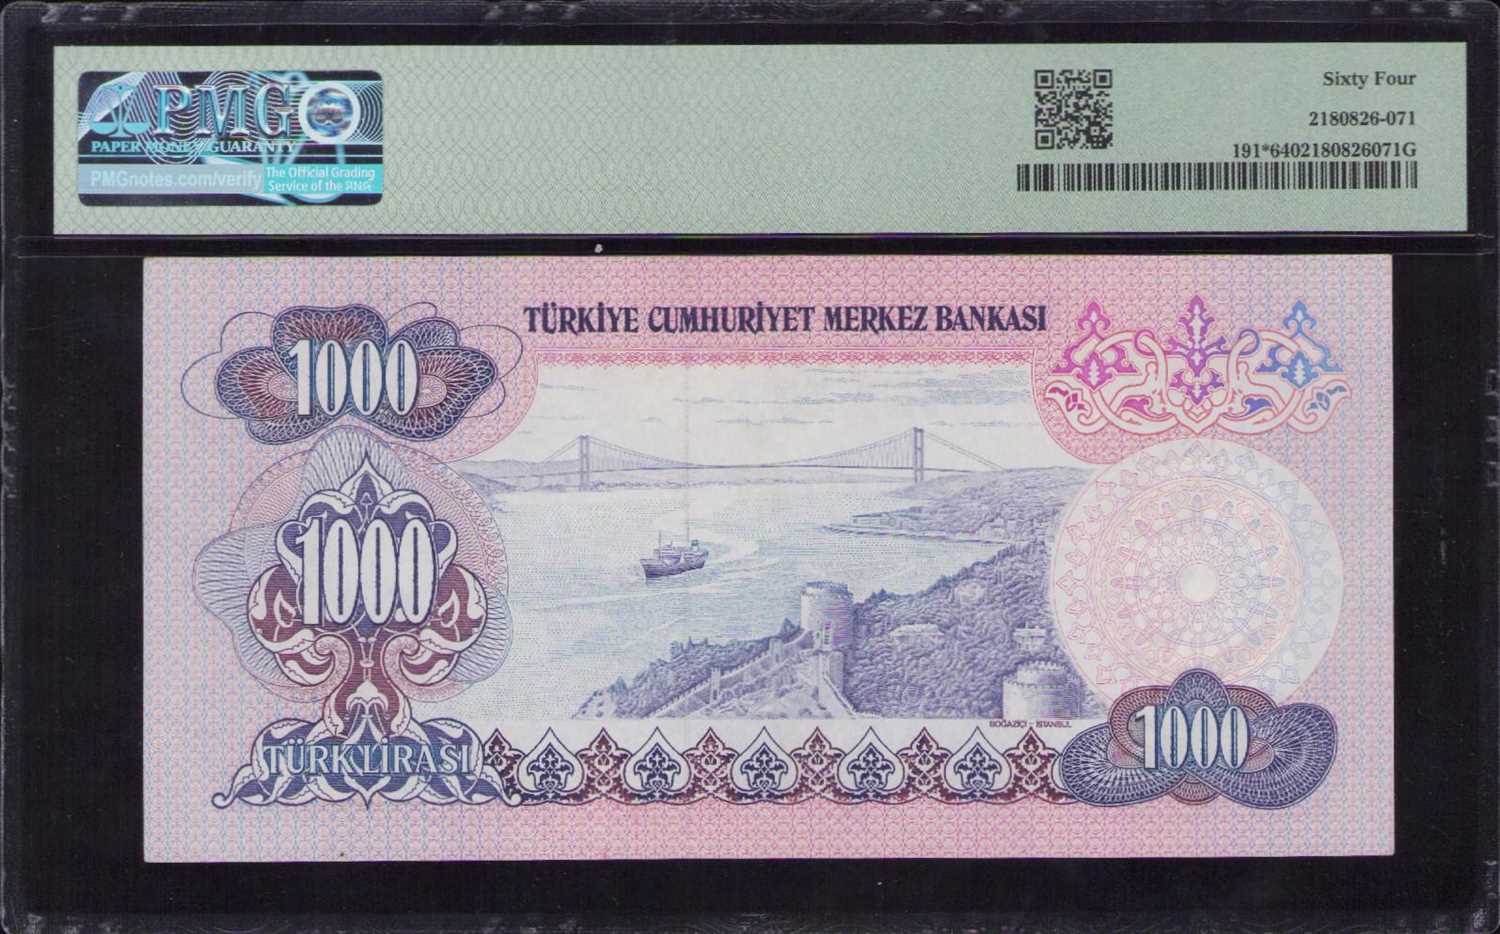 PMG
PAPER MONEY GUARANTY
PMGnotes.com/verify
The Official Grading
Service of the
Sixty Four
2180826-071
191*6402180826071G
TÜRKİYE CUMHURİYET MERKEZ BANKASI
1000
1000
BOĞAZİÇİ - İSTANBUL
1000
TÜRK LİRASI